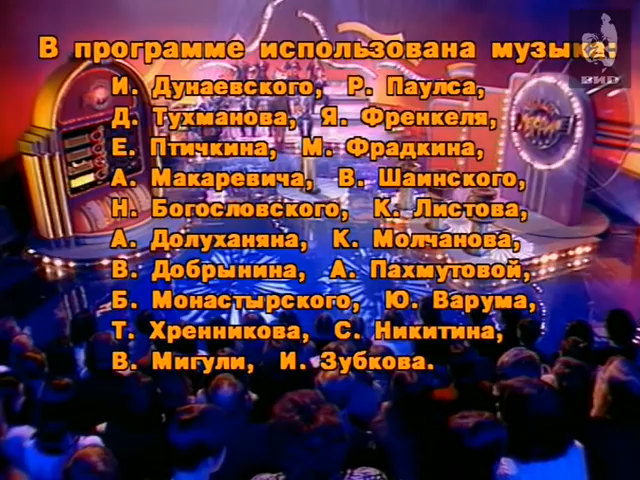 В программе использована музыка:
И. Дунаевского, Р. Паулса,
Д. Тухманова, Я. Френкеля,
Е. Птичкина, М. Фрадкина,
А. Макаревича, В. Шаинского,
Н. Богословского, К. Листова,
А. Долуханяна, К. Молчанова,
В. Добрынина, А. Пахмутовой,
Б. Монастырского, Ю. Варума,
Т. Хренникова, С. Никитина,
В. Мигули, И. Зубкова.
ВИD